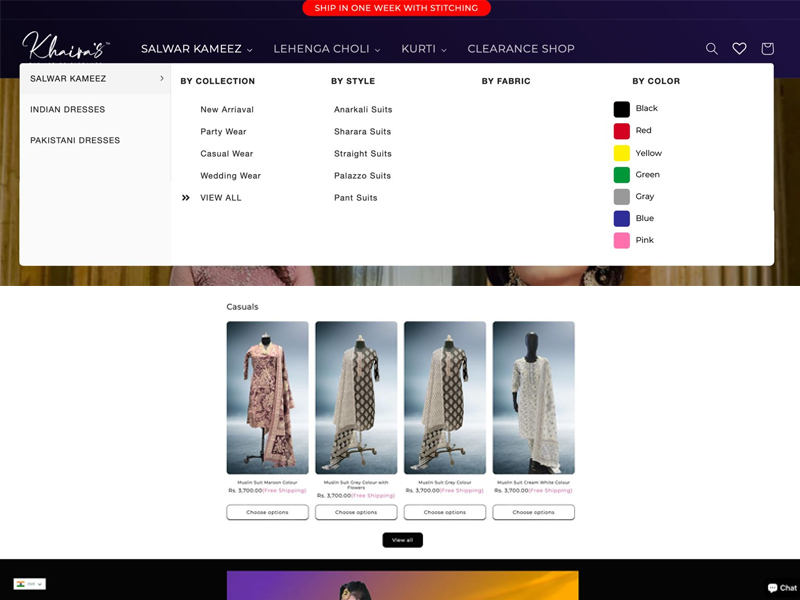 SHIP IN ONE WEEK WITH STITCHING
Khaira's™
SALWAR KAMEEZ
LEHENGA CHOLI
KURTI
CLEARANCE SHOP
SALWAR KAMEEZ
INDIAN DRESSES
PAKISTANI DRESSES
BY COLLECTION
New Arriaval
Party Wear
Casual Wear
Wedding Wear
VIEW ALL
BY STYLE
Anarkali Suits
Sharara Suits
Straight Suits
Palazzo Suits
Pant Suits
BY FABRIC
BY COLOR
Black
Red
Yellow
Green
Gray
Blue
Pink
Casuals
Muslin Suit Maroon Colour
Rs. 3,700.00(Free Shipping)
Choose options
Muslin Suit Grey Colour with
Flowers
Rs. 3,700.00(Free Shipping)
Choose options
Muslin Suit Grey Colour
Rs. 3,700.00(Free Shipping)
Choose options
Muslin Suit Cream White Colour
Rs. 3,700.00(Free Shipping)
Choose options
View all
Chat